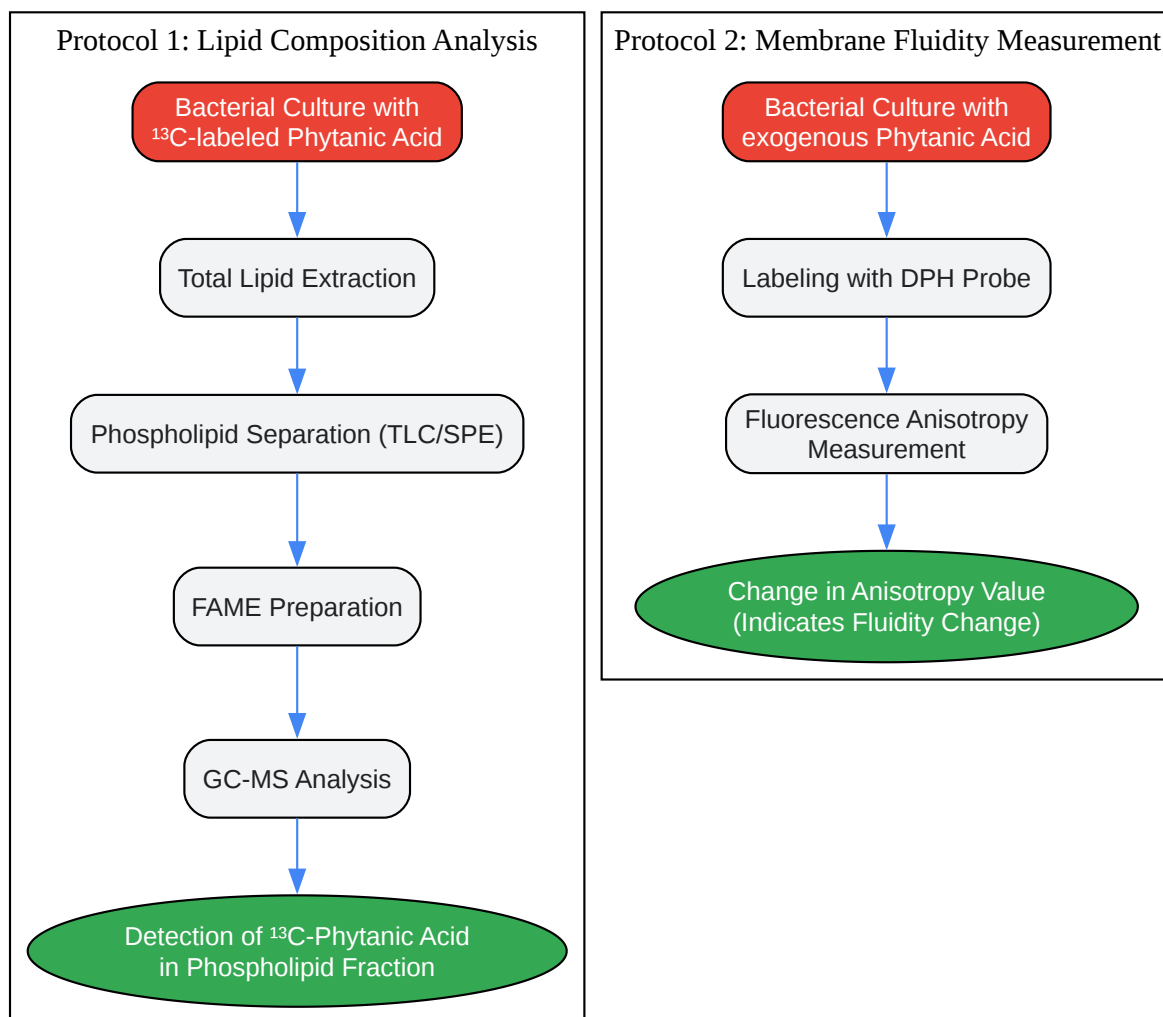 Protocol 1: Lipid Composition Analysis
Bacterial Culture with
¹³C-labeled Phytanic Acid
Total Lipid Extraction
Phospholipid Separation (TLC/SPE)
FAME Preparation
GC-MS Analysis
Detection of ¹³C-Phytanic Acid
in Phospholipid Fraction
Protocol 2: Membrane Fluidity Measurement
Bacterial Culture with
exogenous Phytanic Acid
Labeling with DPH Probe
Fluorescence Anisotropy
Measurement
Change in Anisotropy Value
(Indicates Fluidity Change)